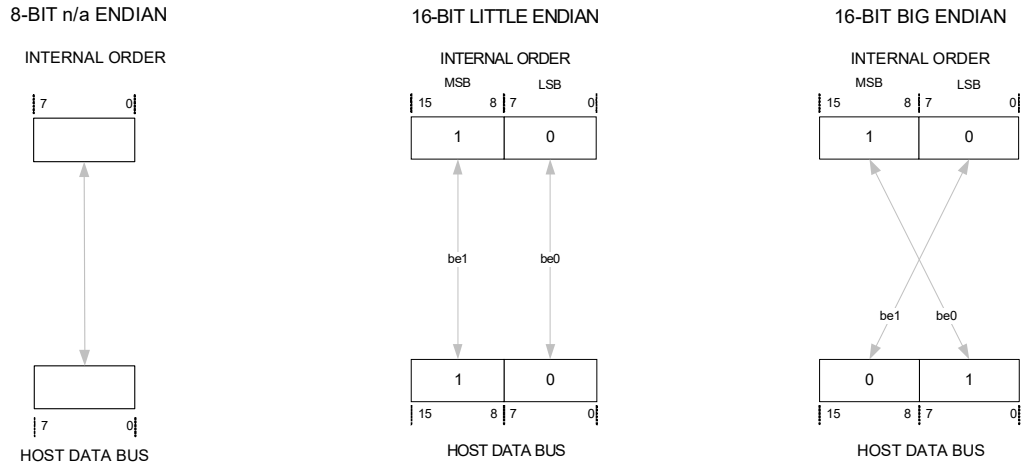 8-BIT n/a ENDIAN
INTERNAL ORDER
7 0
7 0
HOST DATA BUS
16-BIT LITTLE ENDIAN
INTERNAL ORDER
MSB LSB
15 8 7 0
1 0
be1 be0
1 0
15 8 7 0
HOST DATA BUS
16-BIT BIG ENDIAN
INTERNAL ORDER
MSB LSB
15 8 7 0
1 0
be1 be0
0 1
15 8 7 0
HOST DATA BUS